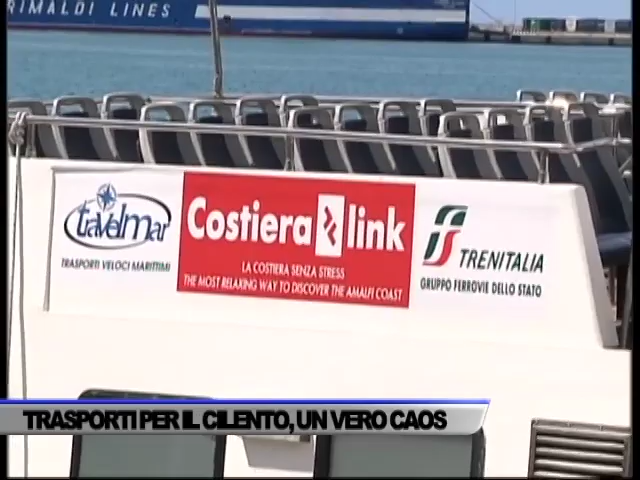 RIMALDI LINES
travelmar
TRASPORTI VELOCI MARITTIMI
Costiera link
LA COSTIERA SENZA STRESS
THE MOST RELAXING WAY TO DISCOVER THE AMALFI COAST
FS TRENITALIA
GRUPPO FERROVIE DELLO STATO
TRASPORTI PER IL CILENTO, UN VERO CAOS